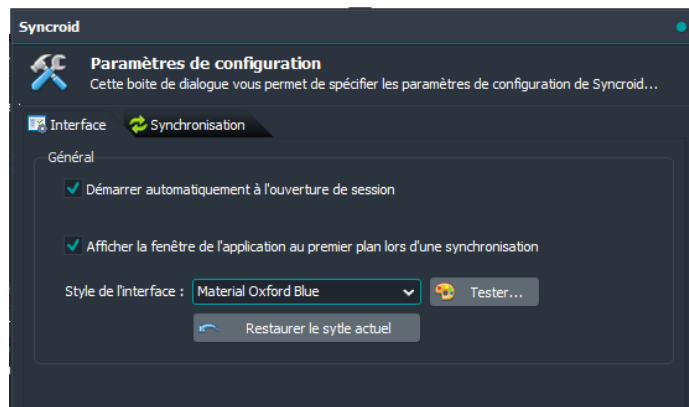 Syncroid
Paramètres de configuration
Cette boite de dialogue vous permet de spécifier les paramètres de configuration de Syncroid...
Interface
Synchronisation
Général
Démarrer automatiquement à l'ouverture de session
Afficher la fenêtre de l'application au premier plan lors d'une synchronisation
Style de l'interface : Material Oxford Blue Tester...
Restaurer le sytle actuel